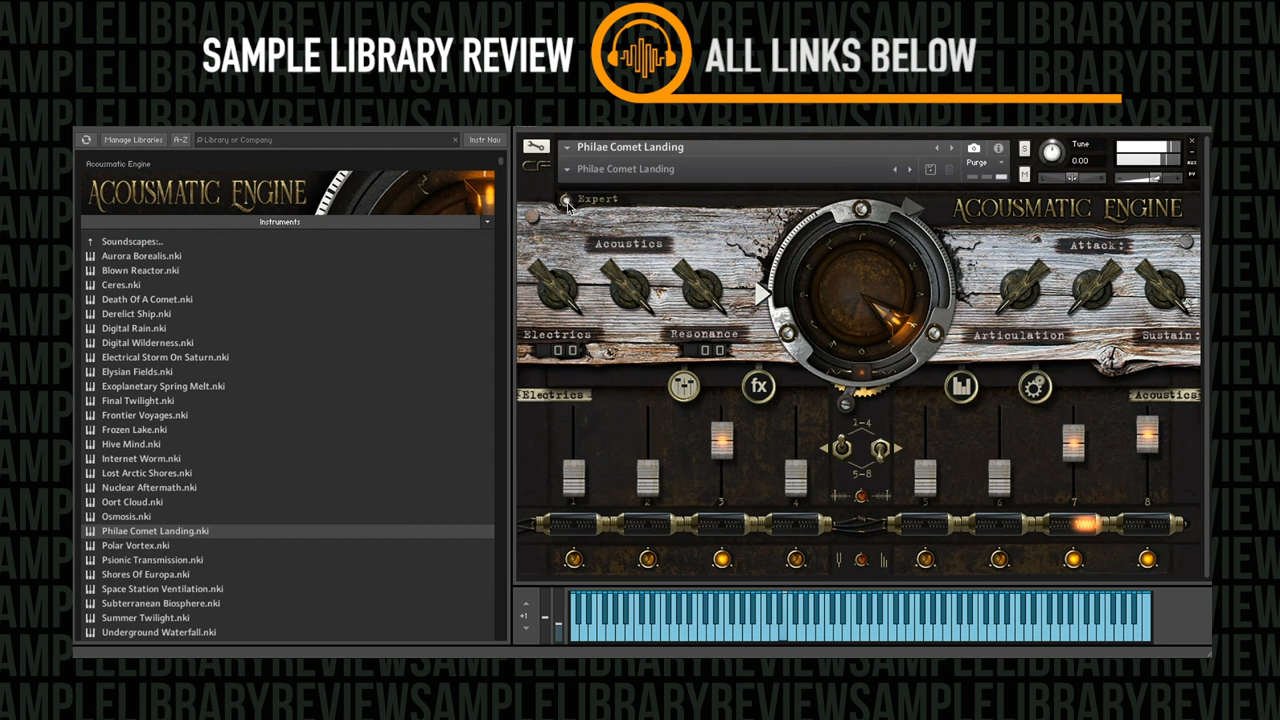 SAMPLE LIBRARY REVIEW
ALL LINKS BELOW
Manage Libraries
A-Z
Library or Company
Instr Nav
Acousmatic Engine
ACOUSMATIC ENGINE
Instruments
Soundscapes:..
Aurora Borealis.nki
Blown Reactor.nki
Ceres.nki
Death Of A Comet.nki
Derelict Ship.nki
Digital Rain.nki
Digital Wilderness.nki
Electrical Storm On Saturn.nki
Elysian Fields.nki
Exoplanetary Spring Melt.nki
Final Twilight.nki
Frontier Voyages.nki
Frozen Lake.nki
Hive Mind.nki
Internet Worm.nki
Lost Arctic Shores.nki
Nuclear Aftermath.nki
Oort Cloud.nki
Osmosis.nki
Philae Comet Landing.nki
Polar Vortex.nki
Psionic Transmission.nki
Shores Of Europa.nki
Space Station Ventilation.nki
Subterranean Biosphere.nki
Summer Twilight.nki
Underground Waterfall.nki
Philae Comet Landing
Philae Comet Landing
Purge
S
M
Tune
0.00
AUX
PV
Expert
ACOUSMATIC ENGINE
Acoustics
Attack:
Electrics
00
Resonance
00
Articulation
Sustain:
fx
Electrics
Acoustics
1-4
5-8
1 2 3 4 5 6 7 8
+1